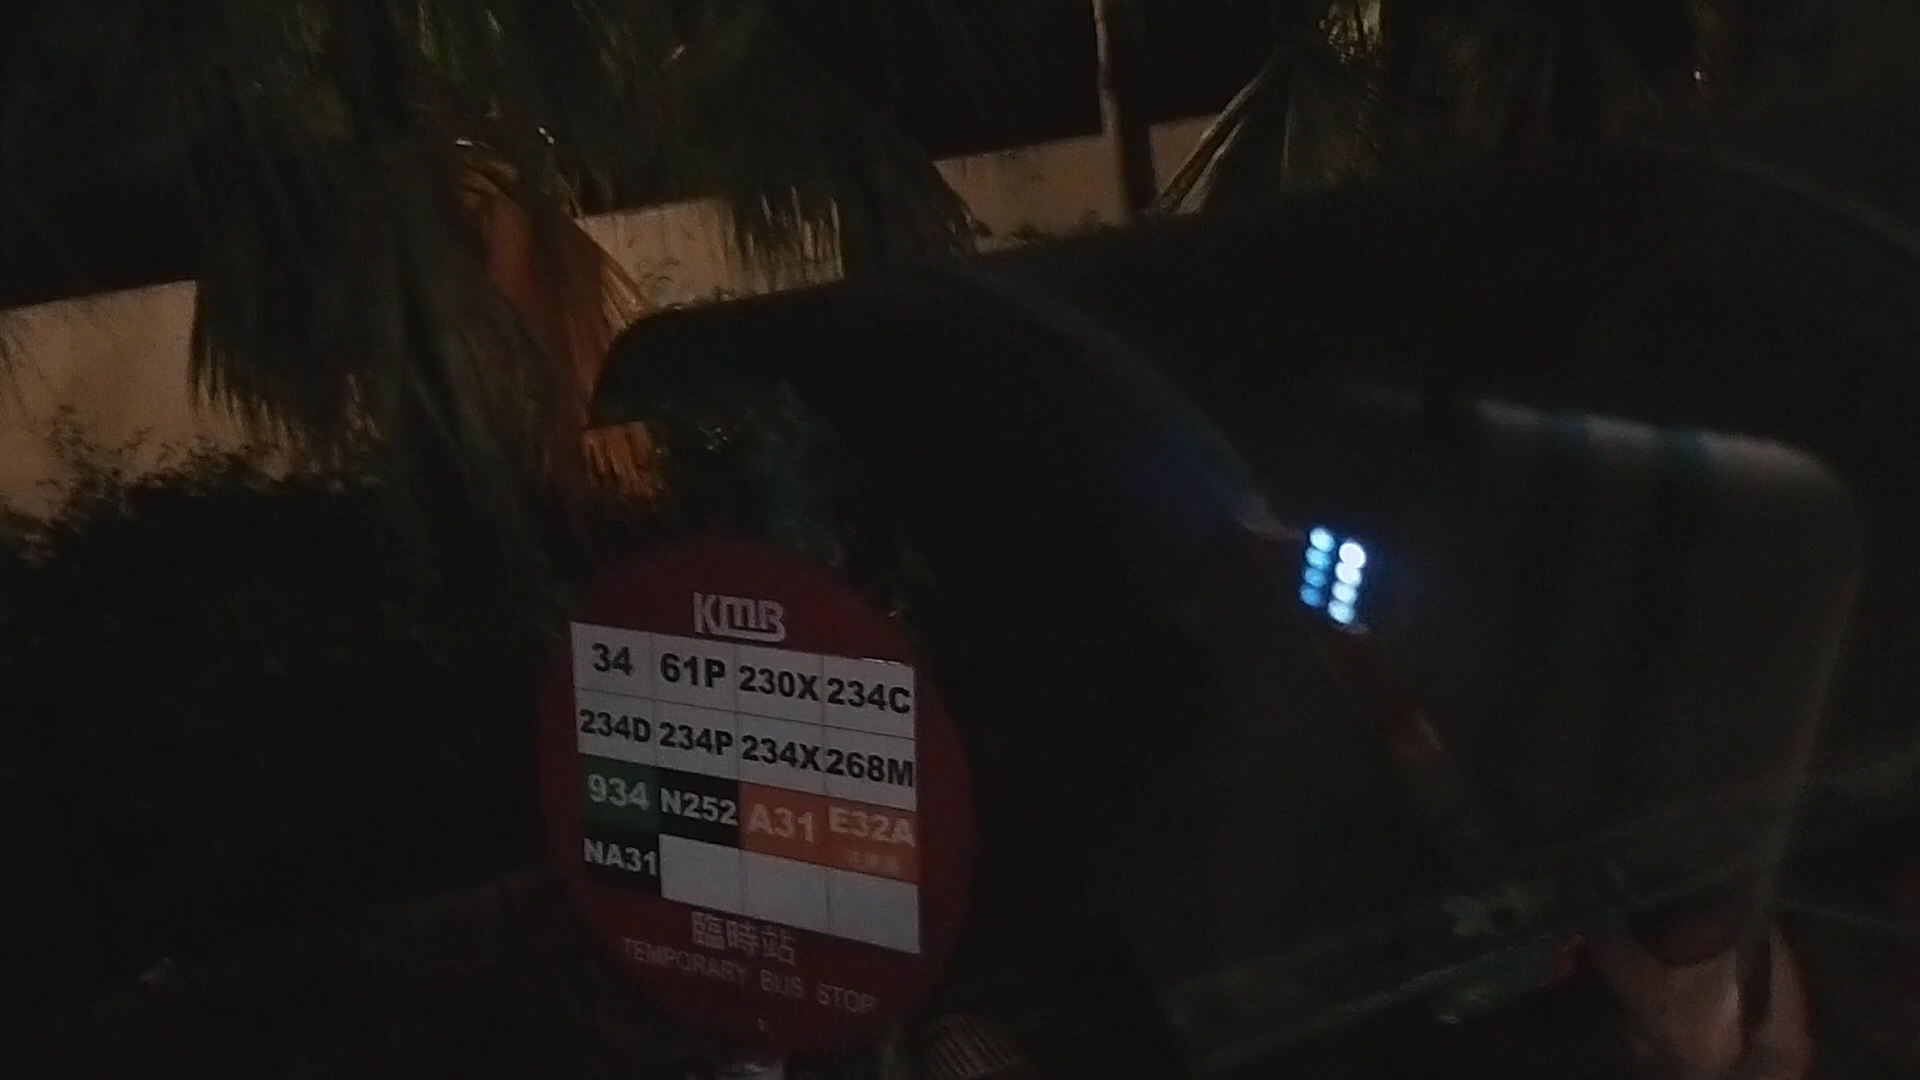 KMB
34 61P 230X 234C
234D 234P 234X 268M
934 N252 A31 E32A
NA31
臨時站
TEMPORARY BUS STOP